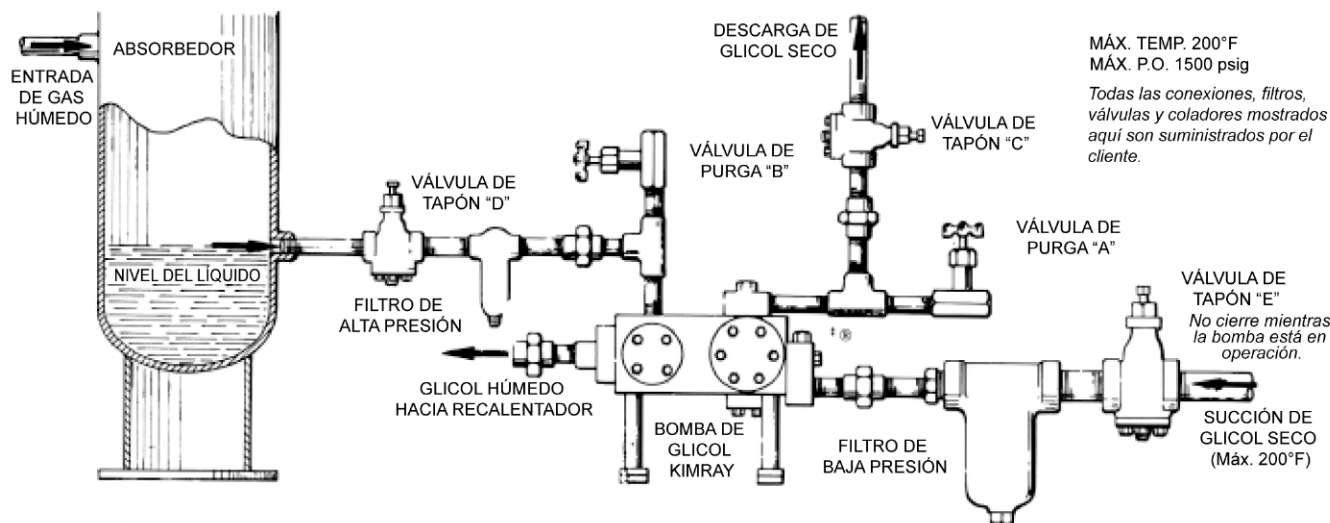 ABSORBEDOR
ENTRADA
DE GAS
HÚMEDO
NIVEL DEL LÍQUIDO
VÁLVULA DE
TAPÓN “D”
FILTRO DE
ALTA PRESIÓN
VÁLVULA DE
PURGA “B”
DESCARGA DE
GLICOL SECO
VÁLVULA DE
TAPÓN “C”
MÁX. TEMP. 200°F
MÁX. P.O. 1500 psig
Todas las conexiones, filtros,
válvulas y coladores mostrados
aquí son suministrados por el
cliente.
VÁLVULA DE
PURGA “A”
VÁLVULA DE
TAPÓN “E”
No cierre mientras
la bomba está en
operación.
‡ ®
GLICOL HÚMEDO
HACIA RECALENTADOR
BOMBA DE
GLICOL
KIMRAY
FILTRO DE
BAJA PRESIÓN
SUCCIÓN DE
GLICOL SECO
(Máx. 200°F)